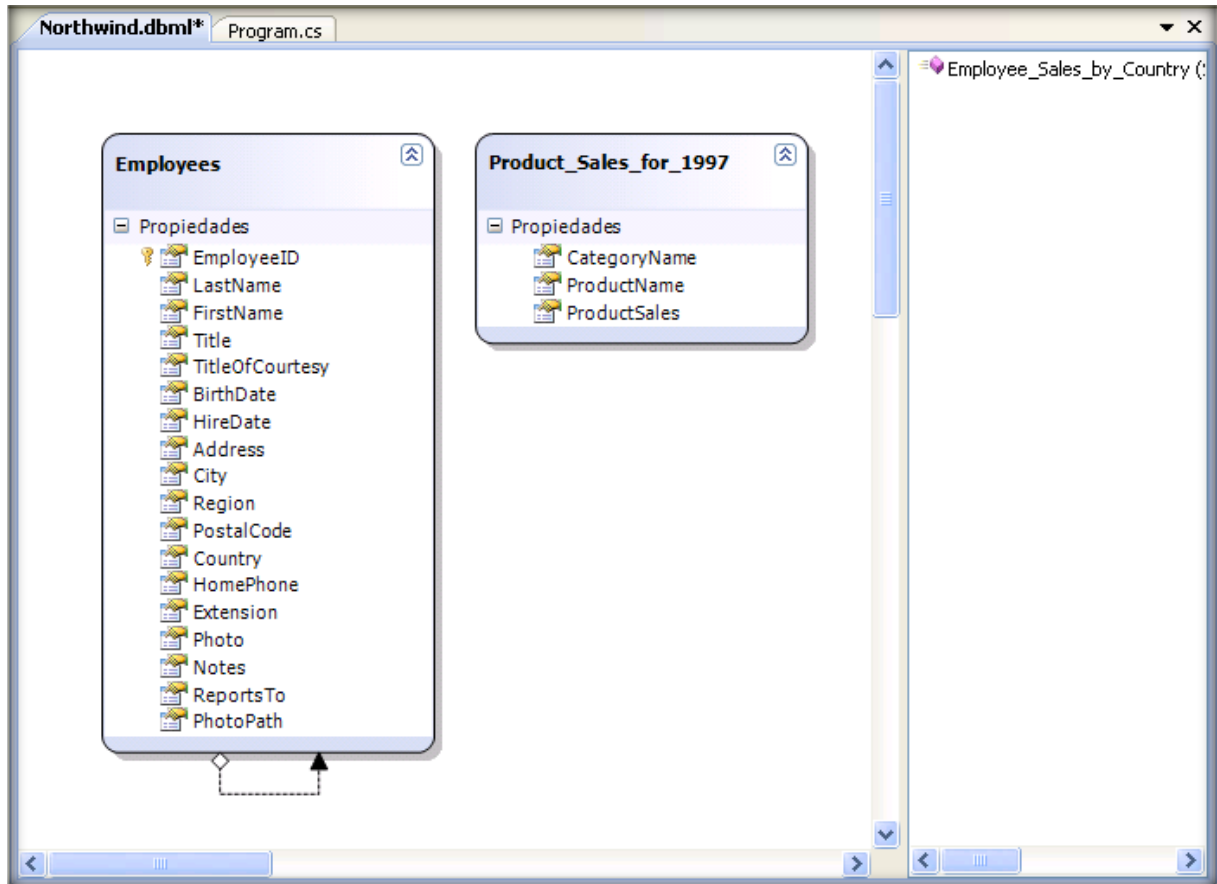 Northwind.dbml*
Program.cs
Employees
Propiedades
EmployeeID
LastName
FirstName
Title
TitleOfCourtesy
BirthDate
HireDate
Address
City
Region
PostalCode
Country
HomePhone
Extension
Photo
Notes
ReportsTo
PhotoPath
Product_Sales_for_1997
Propiedades
CategoryName
ProductName
ProductSales
Employee_Sales_by_Country (